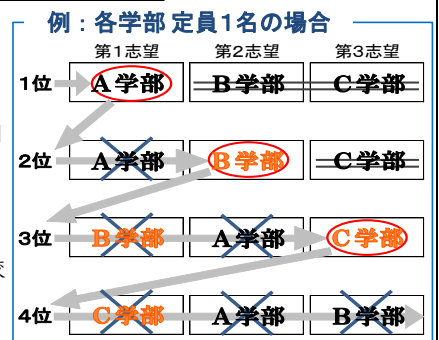 例：各学部 定員１名の場合
第１志望 第２志望 第３志望
１位 Ａ学部 Ｂ学部 Ｃ学部
２位 Ａ学部 Ｂ学部 Ｃ学部
３位 Ｂ学部 Ａ学部 Ｃ学部
４位 Ｃ学部 Ａ学部 Ｂ学部